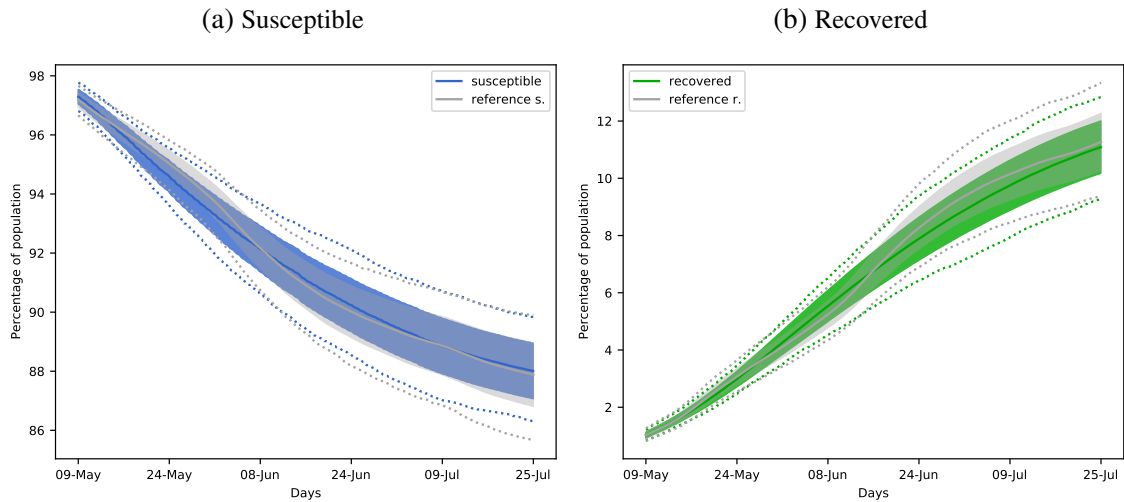 (a) Susceptible
98
96
94
92
90
88
86
Percentage of population
susceptible
reference s.
09-May
24-May
08-Jun
24-Jun
09-Jul
25-Jul
Days
(b) Recovered
12
10
8
6
4
2
Percentage of population
recovered
reference r.
09-May
24-May
08-Jun
24-Jun
09-Jul
25-Jul
Days